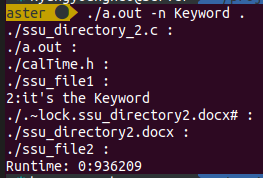 aster ./a.out -n Keyword .
./ssu_directory_2.c :
./a.out :
./calTime.h :
./ssu_file1 :
2:it's the Keyword
./.~lock.ssu_directory2.docx# :
./ssu_directory2.docx :
./ssu_file2 :
Runtime: 0:936209